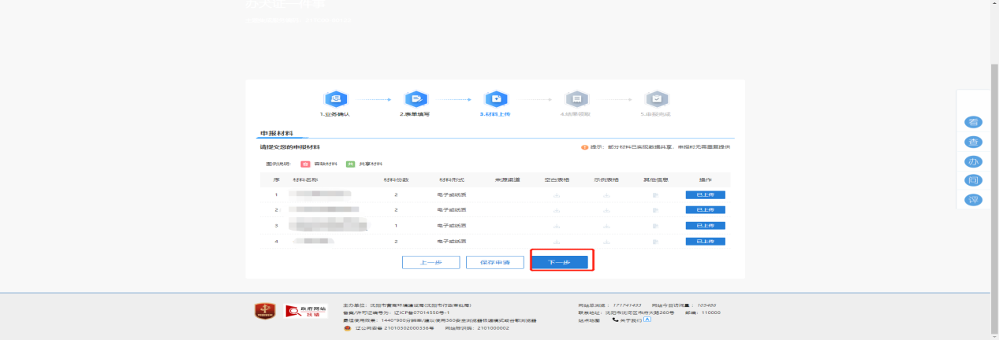 1.业务确认
2.表单填写
3.材料上传
4.结果领取
5.申报完成
申报材料
请提交您的申报材料
提示：部分材料已实现数据共享，申报时无需重复提供
图例说明: 容 容缺材料 共 共享材料
序 材料名称 材料份数 材料形式 来源渠道 空白表格 示例表格 其他信息 操作
1 2 电子或纸质 已上传
2 2 电子或纸质 已上传
3 1 电子或纸质 已上传
4 2 电子或纸质 已上传
上一步 保存申请 下一步
看
查
办
问
评
政府网站
找错
主办单位：沈阳市营商环境建设局(沈阳市行政审批局)
备案/许可证编号为：辽ICP备07014550号-1
最佳使用效果：1440*900分辨率/建议使用360安全浏览器极速模式或谷歌浏览器
辽公网安备 21010302000336号 网站标识码：2101000002
网站总浏览 ：171741493 网站今日访问量 ：105488
联系地址：沈阳市沈河区市府大路260号 邮编：110000
站点地图 关于我们